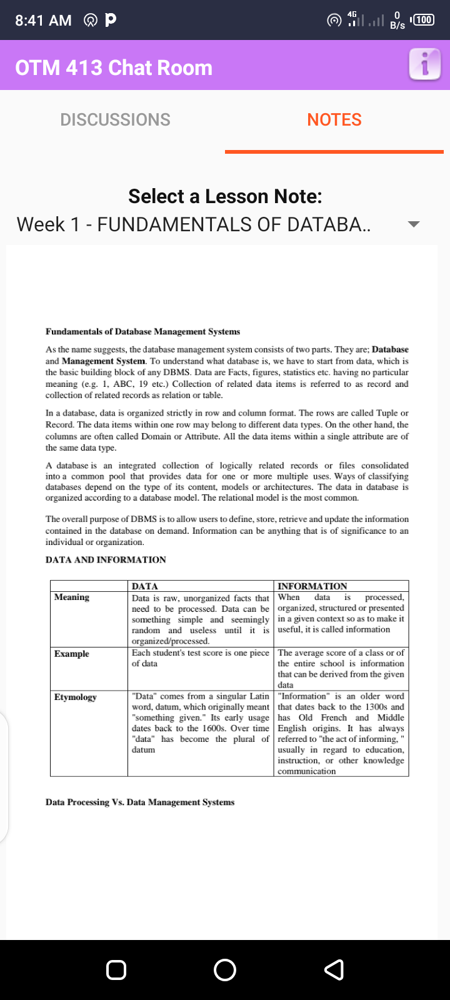 8:41 AM
4G
0
B/s
100
OTM 413 Chat Room
i
DISCUSSIONS
NOTES
Select a Lesson Note:
Week 1 - FUNDAMENTALS OF DATABA..
Fundamentals of Database Management Systems
As the name suggests, the database management system consists of two parts. They are; Database
and Management System. To understand what database is, we have to start from data, which is
the basic building block of any DBMS. Data are Facts, figures, statistics etc. having no particular
meaning (e.g. 1, ABC, 19 etc.) Collection of related data items is referred to as record and
collection of related records as relation or table.
In a database, data is organized strictly in row and column format. The rows are called Tuple or
Record. The data items within one row may belong to different data types. On the other hand, the
columns are often called Domain or Attribute. All the data items within a single attribute are of
the same data type.
A database is an integrated collection of logically related records or files consolidated
into a common pool that provides data for one or more multiple uses. Ways of classifying
databases depend on the type of its content, models or architectures. The data in database is
organized according to a database model. The relational model is the most common.
The overall purpose of DBMS is to allow users to define, store, retrieve and update the information
contained in the database on demand. Information can be anything that is of significance to an
individual or organization.
DATA AND INFORMATION
DATA
INFORMATION
Meaning
Data is raw, unorganized facts that
need to be processed. Data can be
something simple and seemingly
random and useless until it is
organized/processed.
When data is processed,
organized, structured or presented
in a given context so as to make it
useful, it is called information
Example
Each student's test score is one piece
of data
The average score of a class or of
the entire school is information
that can be derived from the given
data
Etymology
"Data" comes from a singular Latin
word, datum, which originally meant
"something given." Its early usage
dates back to the 1600s. Over time
"data" has become the plural of
datum
"Information" is an older word
that dates back to the 1300s and
has Old French and Middle
English origins. It has always
referred to "the act of informing, "
usually in regard to education,
instruction, or other knowledge
communication
Data Processing Vs. Data Management Systems